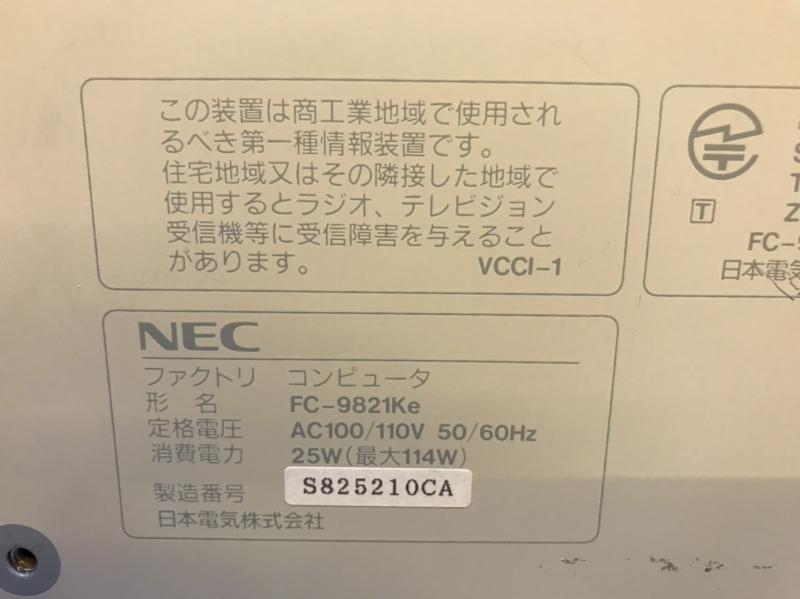 この装置は商工業地域で使用され
るべき第一種情報装置です。
住宅地域又はその隣接した地域で
使用するとラジオ、テレビジョン
受信機等に受信障害を与えること
があります。 VCCI-1
T
Z
FC-
日本電気
NEC
ファクトリ コンピュータ
形 名 FC-9821Ke
定格電圧 AC100/110V 50/60Hz
消費電力 25W(最大114W)
製造番号 S825210CA
日本電気株式会社